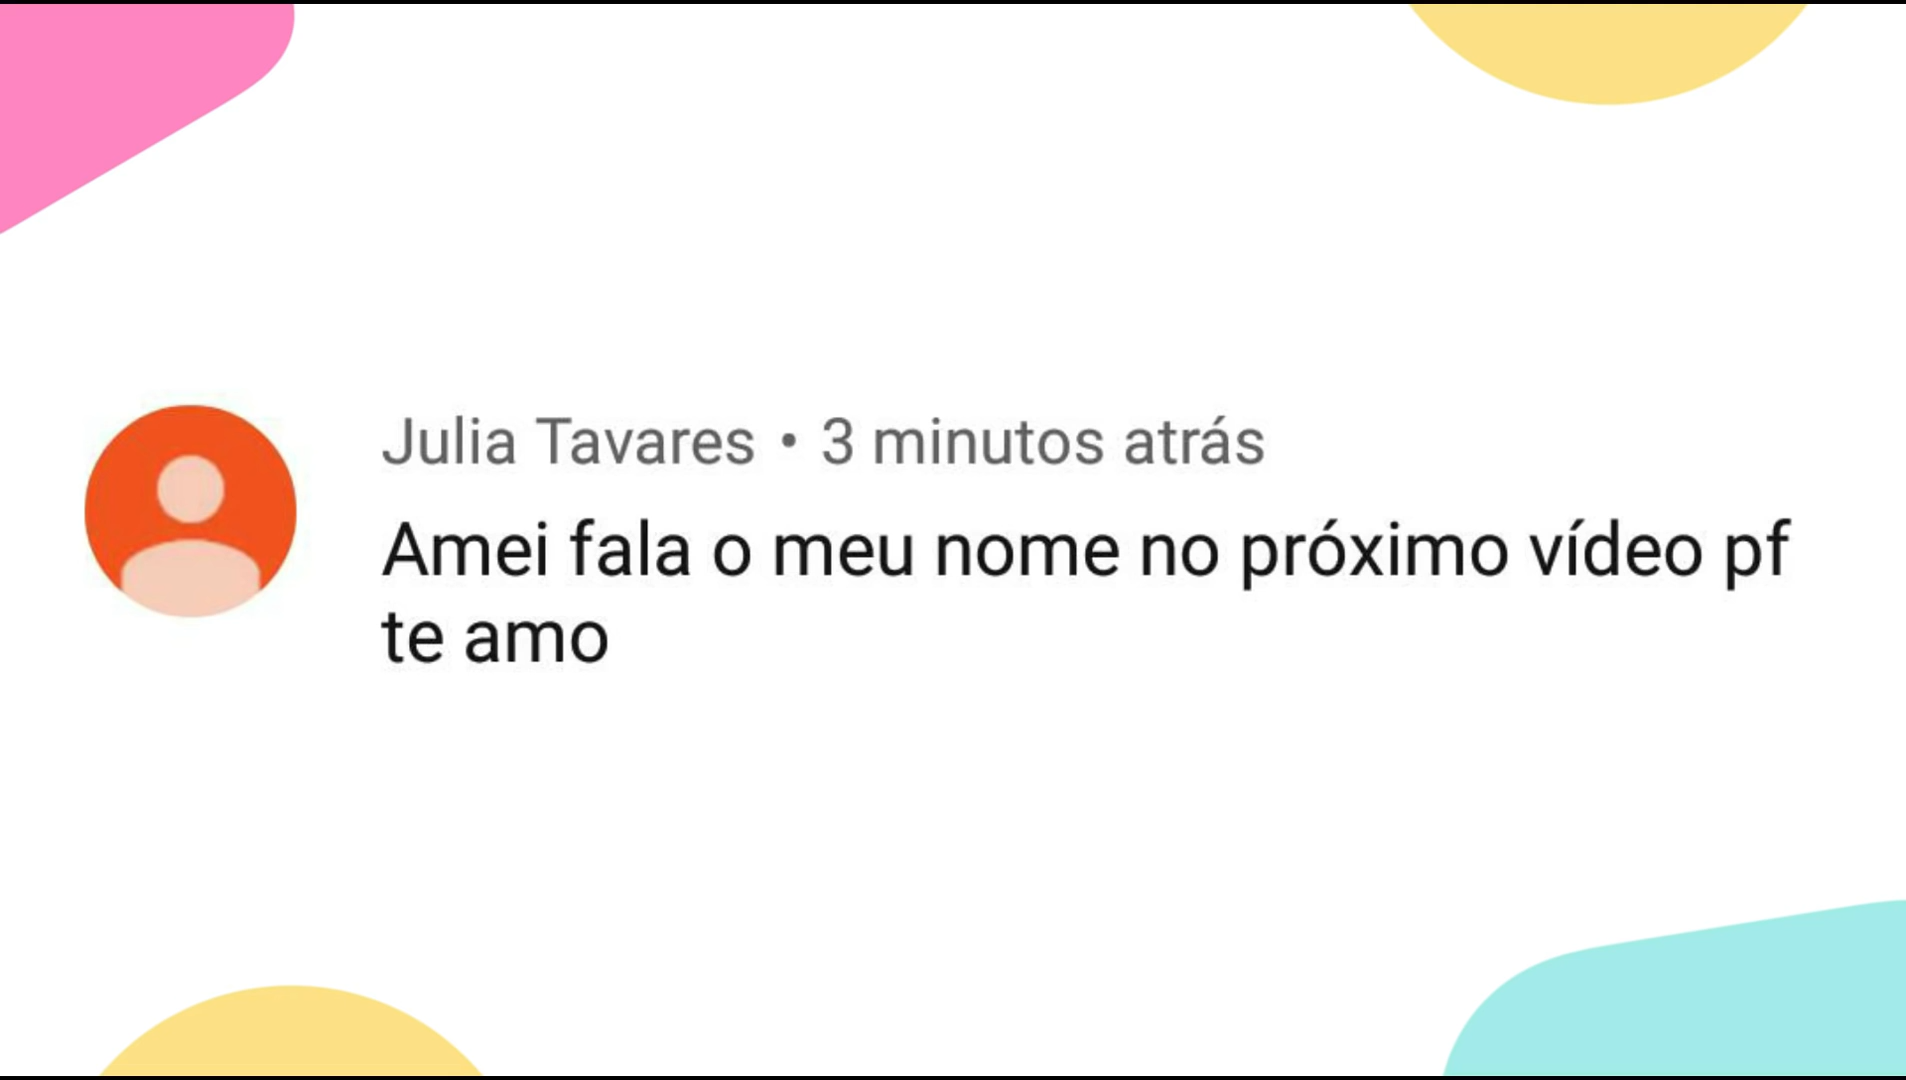 Julia Tavares • 3 minutos atrás
Amei fala o meu nome no próximo vídeo pf
te amo